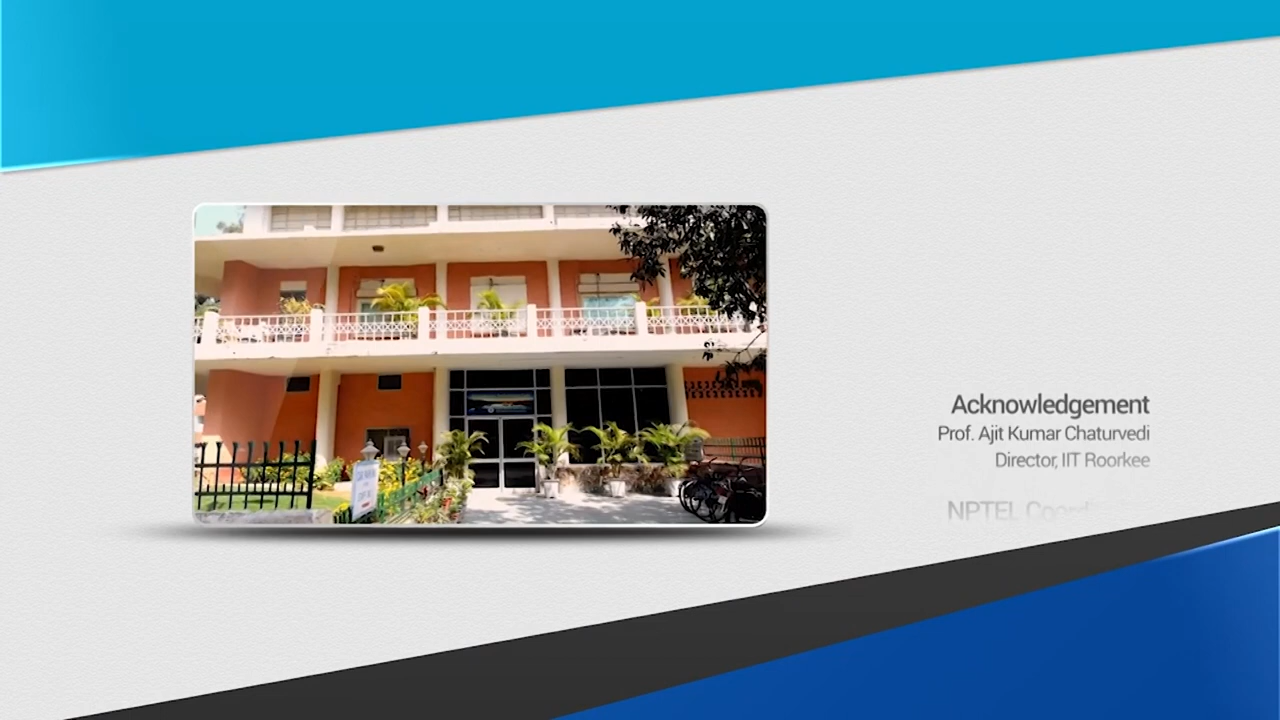 Acknowledgement
Prof. Ajit Kumar Chaturvedi
Director, IIT Roorkee
NPTEL